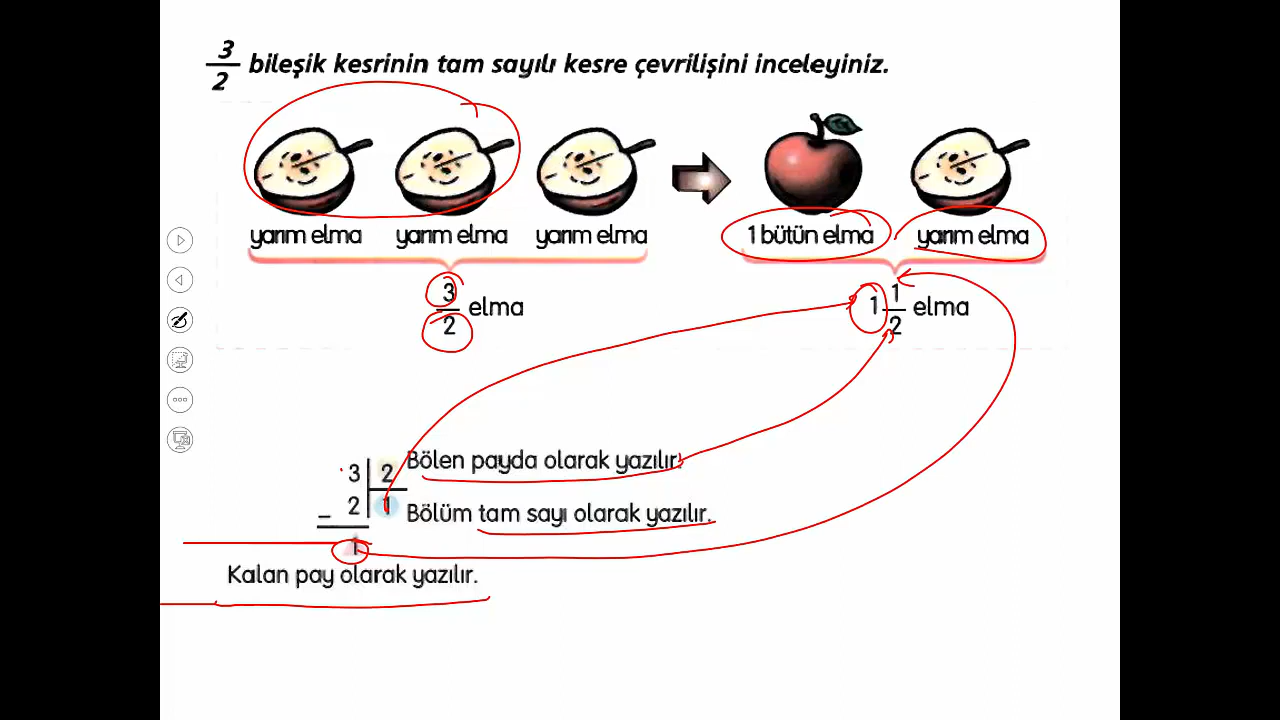 3/2 bileşik kesrinin tam sayılı kesre çevrilişini inceleyiniz.
yarım elma yarım elma yarım elma 1 bütün elma yarım elma
3/2 elma 1 1/2 elma
3 2 Bölen payda olarak yazılır.
- 2 1 Bölüm tam sayı olarak yazılır.
1
Kalan pay olarak yazılır.